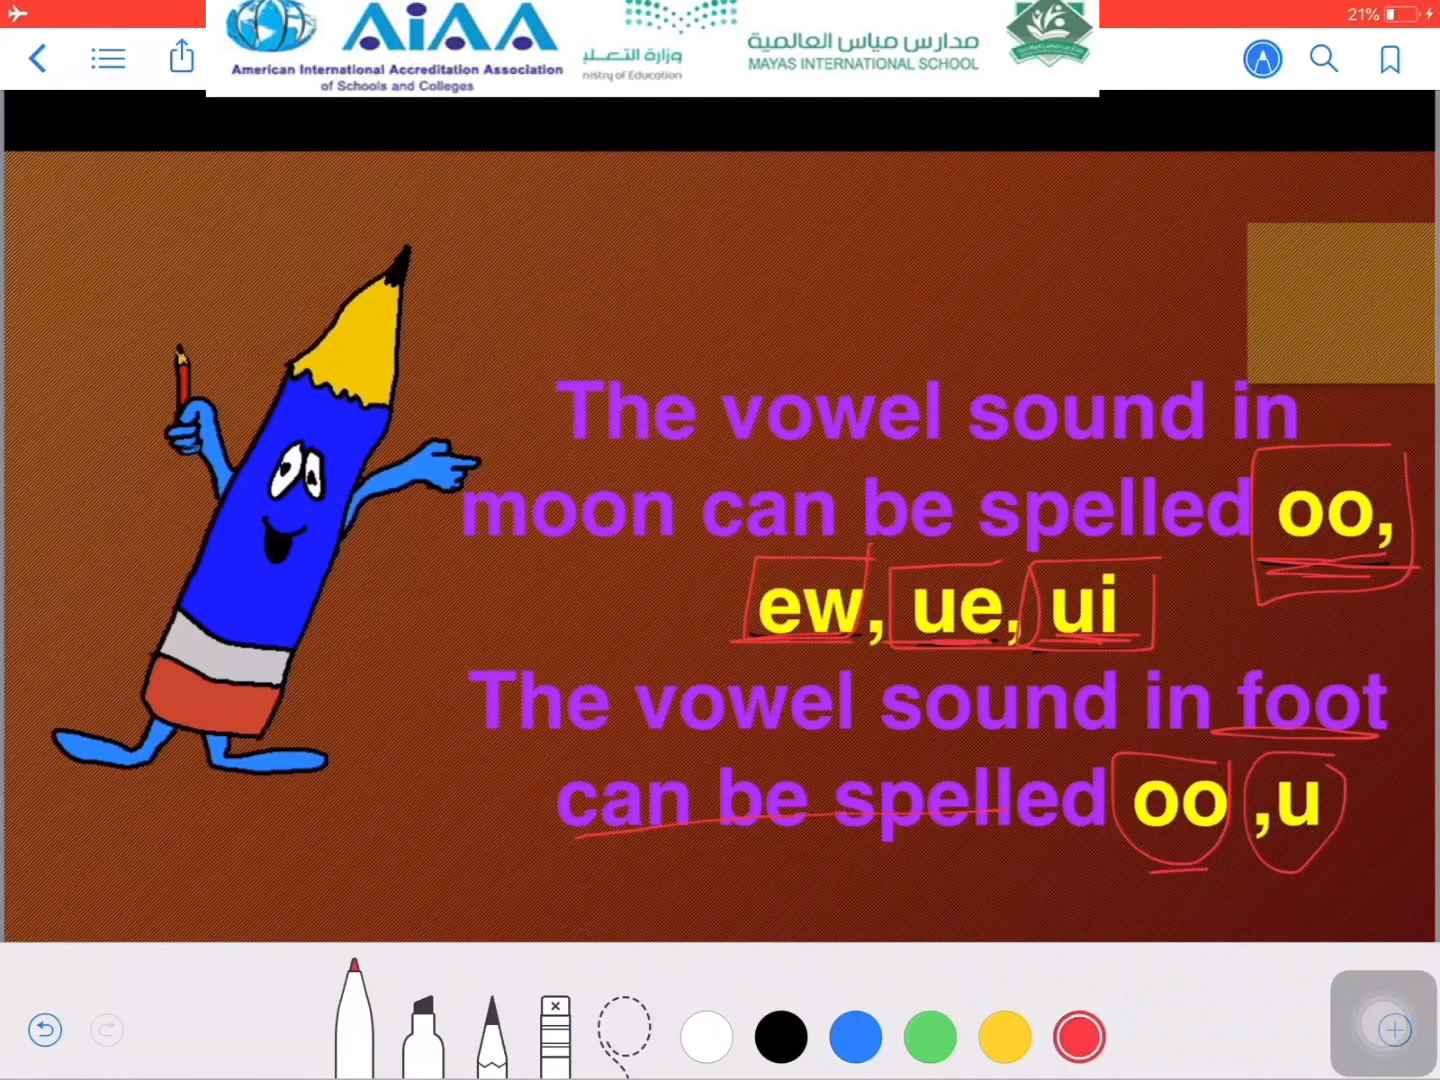 21%
AiAA
American International Accreditation Association
of Schools and Colleges
وزارة التعليـ
nistry of Education
مدارس مياس العالمية
MAYAS INTERNATIONAL SCHOOL
The vowel sound in
moon can be spelled oo,
ew, ue, ui
The vowel sound in foot
can be spelled oo ,u